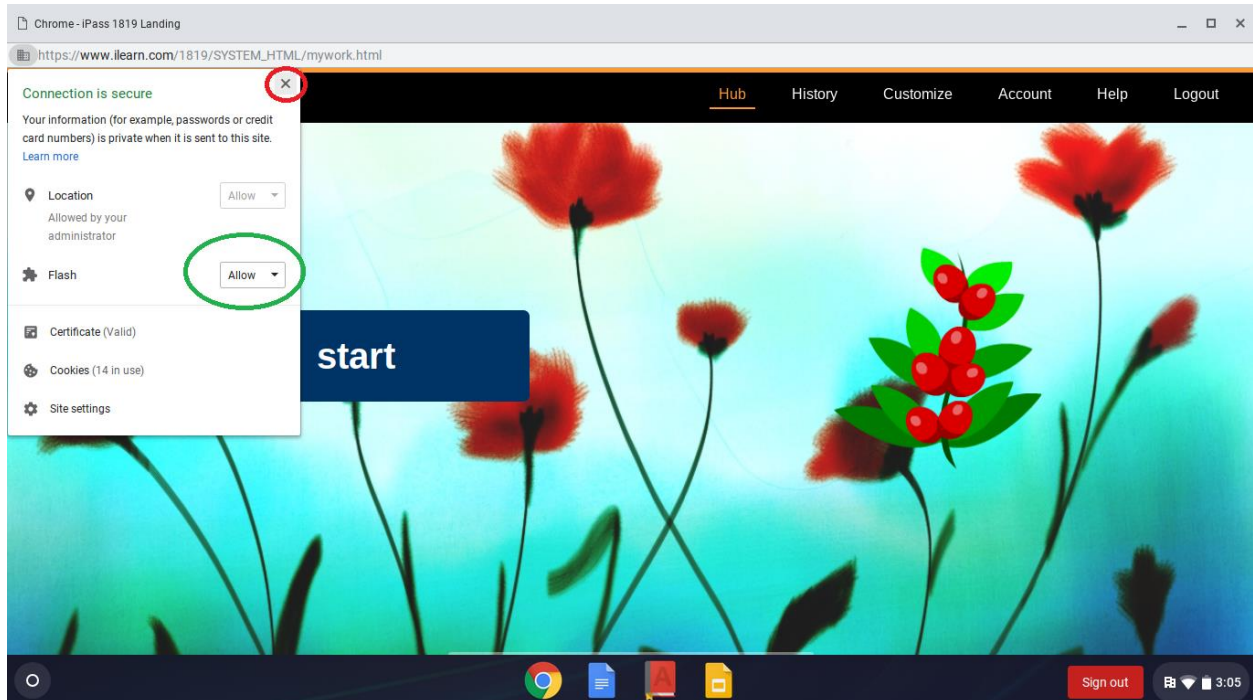 Chrome - iPass 1819 Landing
https://www.ilearn.com/1819/SYSTEM_HTML/mywork.html
Connection is secure
Your information (for example, passwords or credit
card numbers) is private when it is sent to this site.
Learn more
Location
Allow
Allowed by your
administrator
Flash
Allow
Certificate (Valid)
Cookies (14 in use)
Site settings
Hub History Customize Account Help Logout
start
A
Sign out
3:05